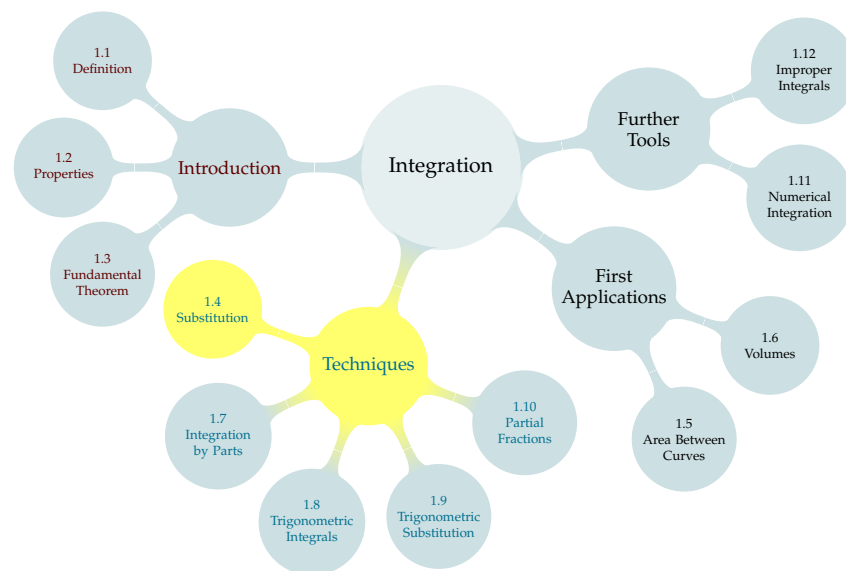 1.1
Definition
1.2
Properties
1.3
Fundamental
Theorem
Introduction
Integration
Further
Tools
1.12
Improper
Integrals
1.11
Numerical
Integration
First
Applications
1.6
Volumes
1.5
Area Between
Curves
Techniques
1.4
Substitution
1.7
Integration
by Parts
1.8
Trigonometric
Integrals
1.9
Trigonometric
Substitution
1.10
Partial
Fractions